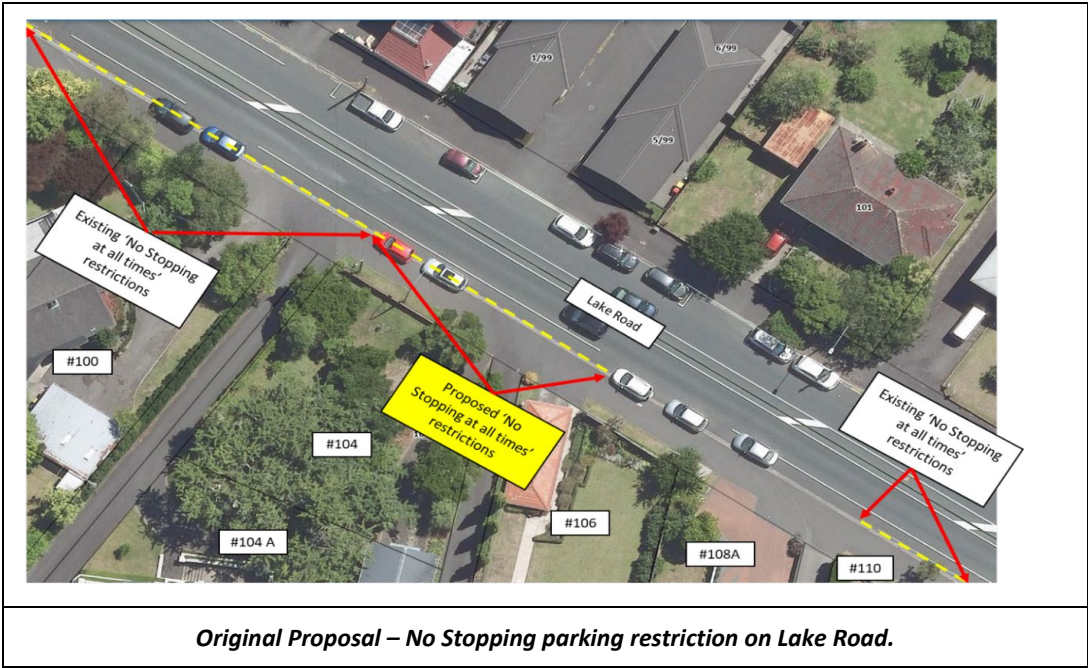 1/99
6/99
5/99
101
Existing ‘No Stopping
at all times’
restrictions
Lake Road
#100
Proposed ‘No
Stopping at all times’
restrictions
Existing ‘No Stopping
at all times’
restrictions
#104
#104 A
#106
#108A
#110
Original Proposal – No Stopping parking restriction on Lake Road.